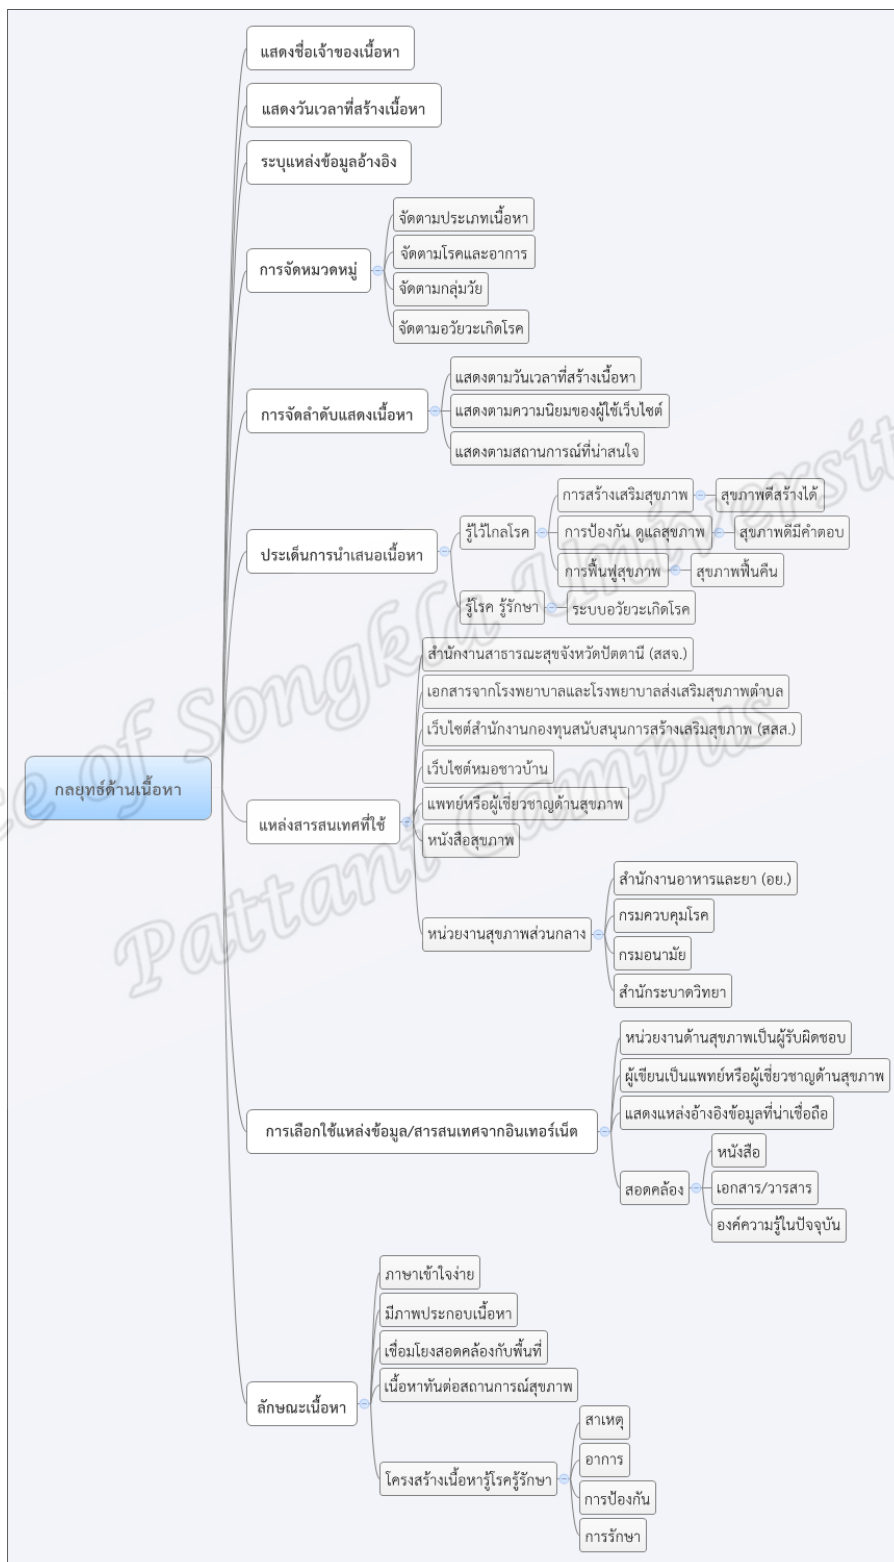 แสดงชื่อเจ้าของเนื้อหา
แสดงวันเวลาที่สร้างเนื้อหา
ระบุแหล่งข้อมูลอ้างอิง
การจัดหมวดหมู่
จัดตามประเภทเนื้อหา
จัดตามโรคและอาการ
จัดตามกลุ่มวัย
จัดตามอวัยวะเกิดโรค
การจัดลำดับแสดงเนื้อหา
แสดงตามวันเวลาที่สร้างเนื้อหา
แสดงตามความนิยมของผู้ใช้เว็บไซต์
แสดงตามสถานการณ์ที่น่าสนใจ
ประเด็นการนำเสนอเนื้อหา
รู้ไว้ไกลโรค
การสร้างเสริมสุขภาพ
สุขภาพดีสร้างได้
การป้องกัน ดูแลสุขภาพ
สุขภาพดีมีคำตอบ
การฟื้นฟูสุขภาพ
สุขภาพฟื้นคืน
รู้โรค รู้รักษา
ระบบอวัยวะเกิดโรค
กลยุทธ์ด้านเนื้อหา
แหล่งสารสนเทศที่ใช้
สำนักงานสาธารณะสุขจังหวัดปัตตานี (สสจ.)
เอกสารจากโรงพยาบาลและโรงพยาบาลส่งเสริมสุขภาพตำบล
เว็บไซต์สำนักงานกองทุนสนับสนุนการสร้างเสริมสุขภาพ (สสส.)
เว็บไซต์หมอชาวบ้าน
แพทย์หรือผู้เชี่ยวชาญด้านสุขภาพ
หนังสือสุขภาพ
หน่วยงานสุขภาพส่วนกลาง
สำนักงานอาหารและยา (อย.)
กรมควบคุมโรค
กรมอนามัย
สำนักระบาดวิทยา
การเลือกใช้แหล่งข้อมูล/สารสนเทศจากอินเทอร์เน็ต
หน่วยงานด้านสุขภาพเป็นผู้รับผิดชอบ
ผู้เขียนเป็นแพทย์หรือผู้เชี่ยวชาญด้านสุขภาพ
แสดงแหล่งอ้างอิงข้อมูลที่น่าเชื่อถือ
สอดคล้อง
หนังสือ
เอกสาร/วารสาร
องค์ความรู้ในปัจจุบัน
ลักษณะเนื้อหา
ภาษาเข้าใจง่าย
มีภาพประกอบเนื้อหา
เชื่อมโยงสอดคล้องกับพื้นที่
เนื้อหาทันต่อสถานการณ์สุขภาพ
โครงสร้างเนื้อหารู้โรครู้รักษา
สาเหตุ
อาการ
การป้องกัน
การรักษา
of Songkla Universit
Pattani Campus